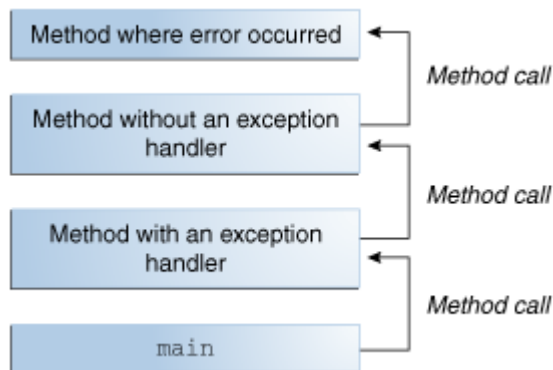 Method where error occurred
Method call
Method without an exception
handler
Method call
Method with an exception
handler
Method call
main